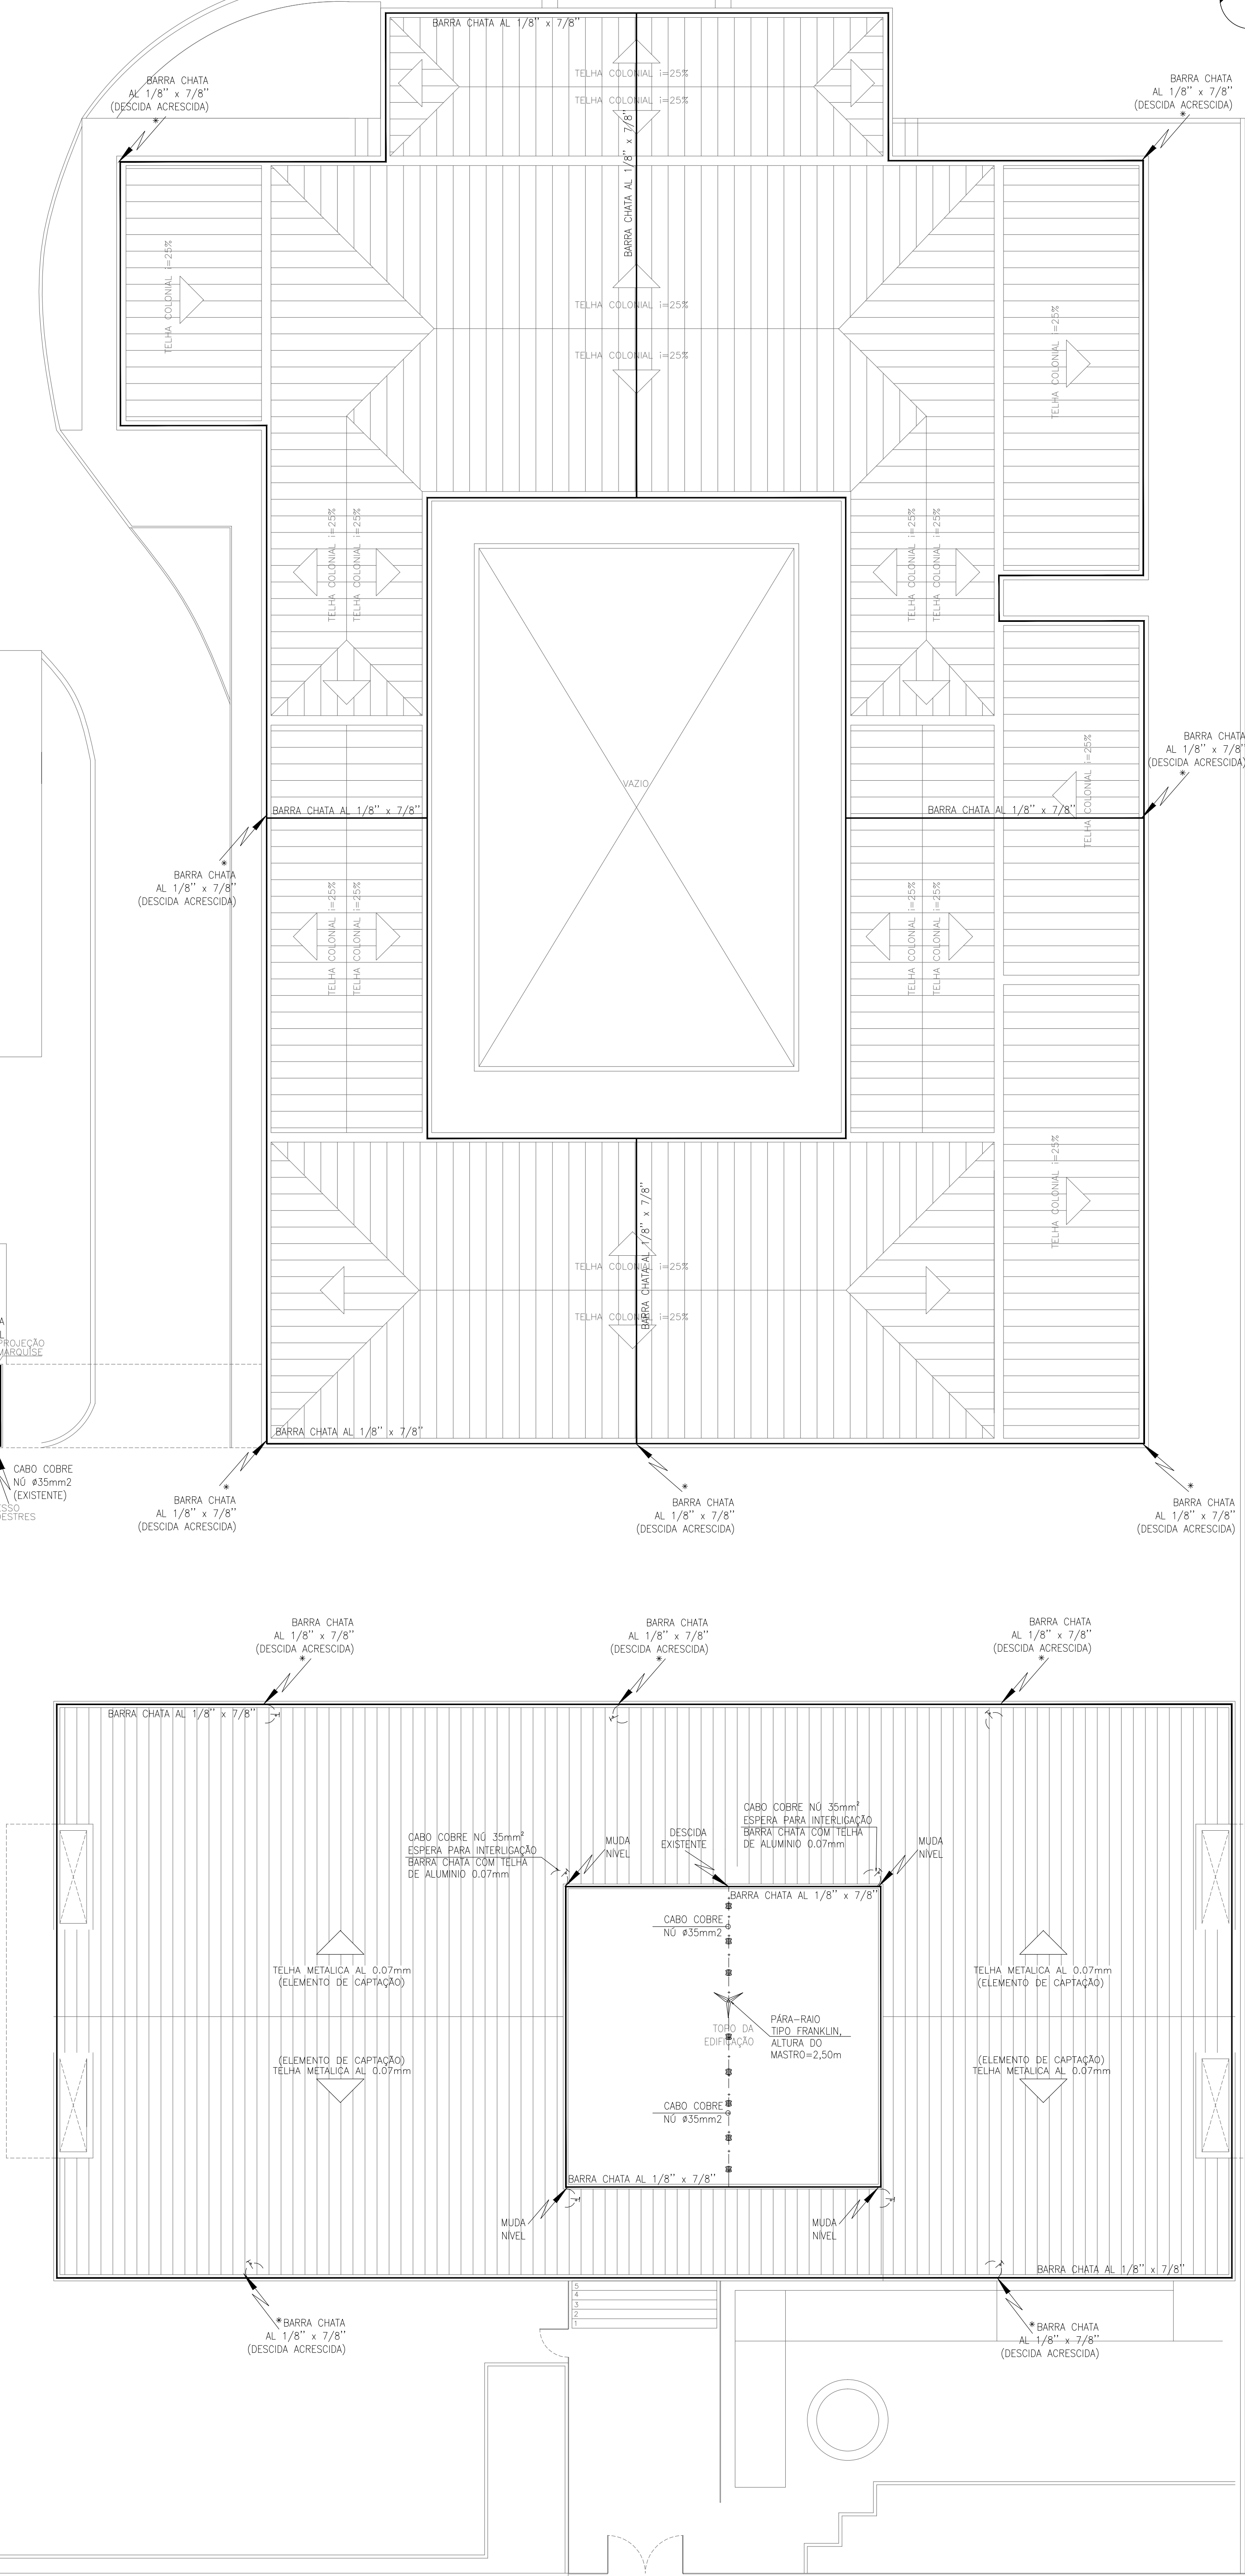 BARRA CHATA AL 1/8'' x 7/8''
BARRA CHATA
AL 1/8'' x 7/8''
(DESCIDA ACRESCIDA)
*
BARRA CHATA
AL 1/8'' x 7/8''
(DESCIDA ACRESCIDA)
*
TELHA COLONIAL i=25%
TELHA COLONIAL i=25%
BARRA CHATA AL 1/8'' x 7/8''
TELHA COLONIAL i=25%
TELHA COLONIAL i=25%
TELHA COLONIAL i=25%
TELHA COLONIAL i=25%
TELHA COLONIAL i=25%
TELHA COLONIAL i=25%
TELHA COLONIAL i=25%
TELHA COLONIAL i=25%
VAZIO
TELHA COLONIAL i=25%
BARRA CHATA
AL 1/8'' x 7/8''
(DESCIDA ACRESCIDA)
*
BARRA CHATA AL 1/8'' x 7/8''
BARRA CHATA AL 1/8'' x 7/8''
*
BARRA CHATA
AL 1/8'' x 7/8''
(DESCIDA ACRESCIDA)
TELHA COLONIAL i=25%
TELHA COLONIAL i=25%
TELHA COLONIAL i=25%
TELHA COLONIAL i=25%
TELHA COLONIAL i=25%
BARRA CHATA AL 1/8'' x 7/8''
TELHA COLONIAL i=25%
TELHA COLONIAL i=25%
A
L
PROJEÇÃO
MARQUISE
BARRA CHATA AL 1/8'' x 7/8''
CABO COBRE
NÚ ø35mm2
(EXISTENTE)
ESSO
DESTRES
*
BARRA CHATA
AL 1/8'' x 7/8''
(DESCIDA ACRESCIDA)
*
BARRA CHATA
AL 1/8'' x 7/8''
(DESCIDA ACRESCIDA)
*
BARRA CHATA
AL 1/8'' x 7/8''
(DESCIDA ACRESCIDA)
BARRA CHATA
AL 1/8'' x 7/8''
(DESCIDA ACRESCIDA)
*
BARRA CHATA
AL 1/8'' x 7/8''
(DESCIDA ACRESCIDA)
*
BARRA CHATA
AL 1/8'' x 7/8''
(DESCIDA ACRESCIDA)
*
BARRA CHATA AL 1/8'' x 7/8''
CABO COBRE NÚ 35mm²
ESPERA PARA INTERLIGAÇÃO
BARRA CHATA COM TELHA
DE ALUMINIO 0.07mm
MUDA
NÍVEL
DESCIDA
EXISTENTE
CABO COBRE NÚ 35mm²
ESPERA PARA INTERLIGAÇÃO
BARRA CHATA COM TELHA
DE ALUMINIO 0.07mm
MUDA
NÍVEL
BARRA CHATA AL 1/8'' x 7/8''
CABO COBRE
NÚ ø35mm2
TELHA METALICA AL 0.07mm
(ELEMENTO DE CAPTAÇÃO)
TELHA METALICA AL 0.07mm
(ELEMENTO DE CAPTAÇÃO)
TOPO DA
EDIFICAÇÃO
PÁRA-RAIO
TIPO FRANKLIN,
ALTURA DO
MASTRO=2,50m
(ELEMENTO DE CAPTAÇÃO)
TELHA METALICA AL 0.07mm
(ELEMENTO DE CAPTAÇÃO)
TELHA METALICA AL 0.07mm
CABO COBRE
NÚ ø35mm2
BARRA CHATA AL 1/8'' x 7/8''
MUDA
NÍVEL
MUDA
NÍVEL
BARRA CHATA AL 1/8'' x 7/8''
5
4
3
2
1
*BARRA CHATA
AL 1/8'' x 7/8''
(DESCIDA ACRESCIDA)
*BARRA CHATA
AL 1/8'' x 7/8''
(DESCIDA ACRESCIDA)